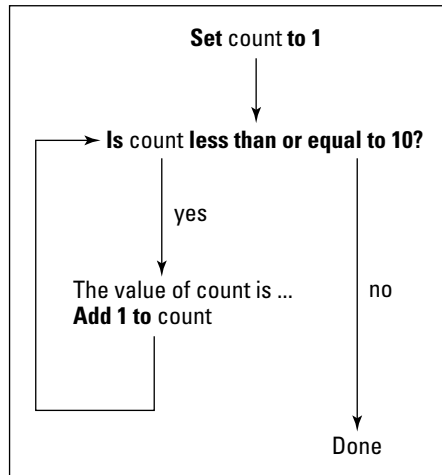 Set count to 1
Is count less than or equal to 10?
yes
The value of count is ...
Add 1 to count
no
Done